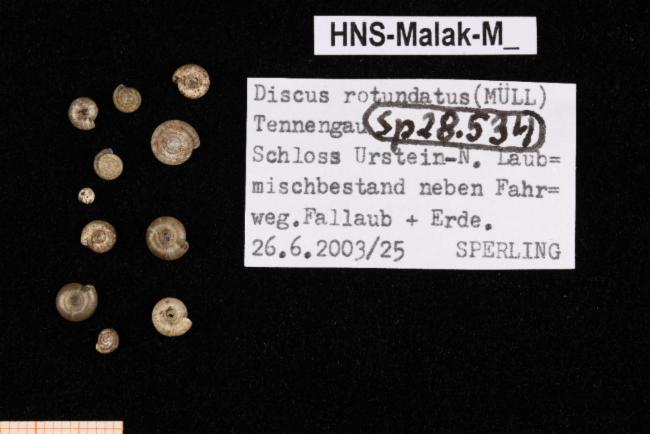 HNS-Malak-M_
Discus rotundatus(MÜLL)
Tennengau Sp28.534
Schloss Urstein-N. Laub=
mischbestand neben Fahr=
weg.Fallaub + Erde.
26.6.2003/25 SPERLING